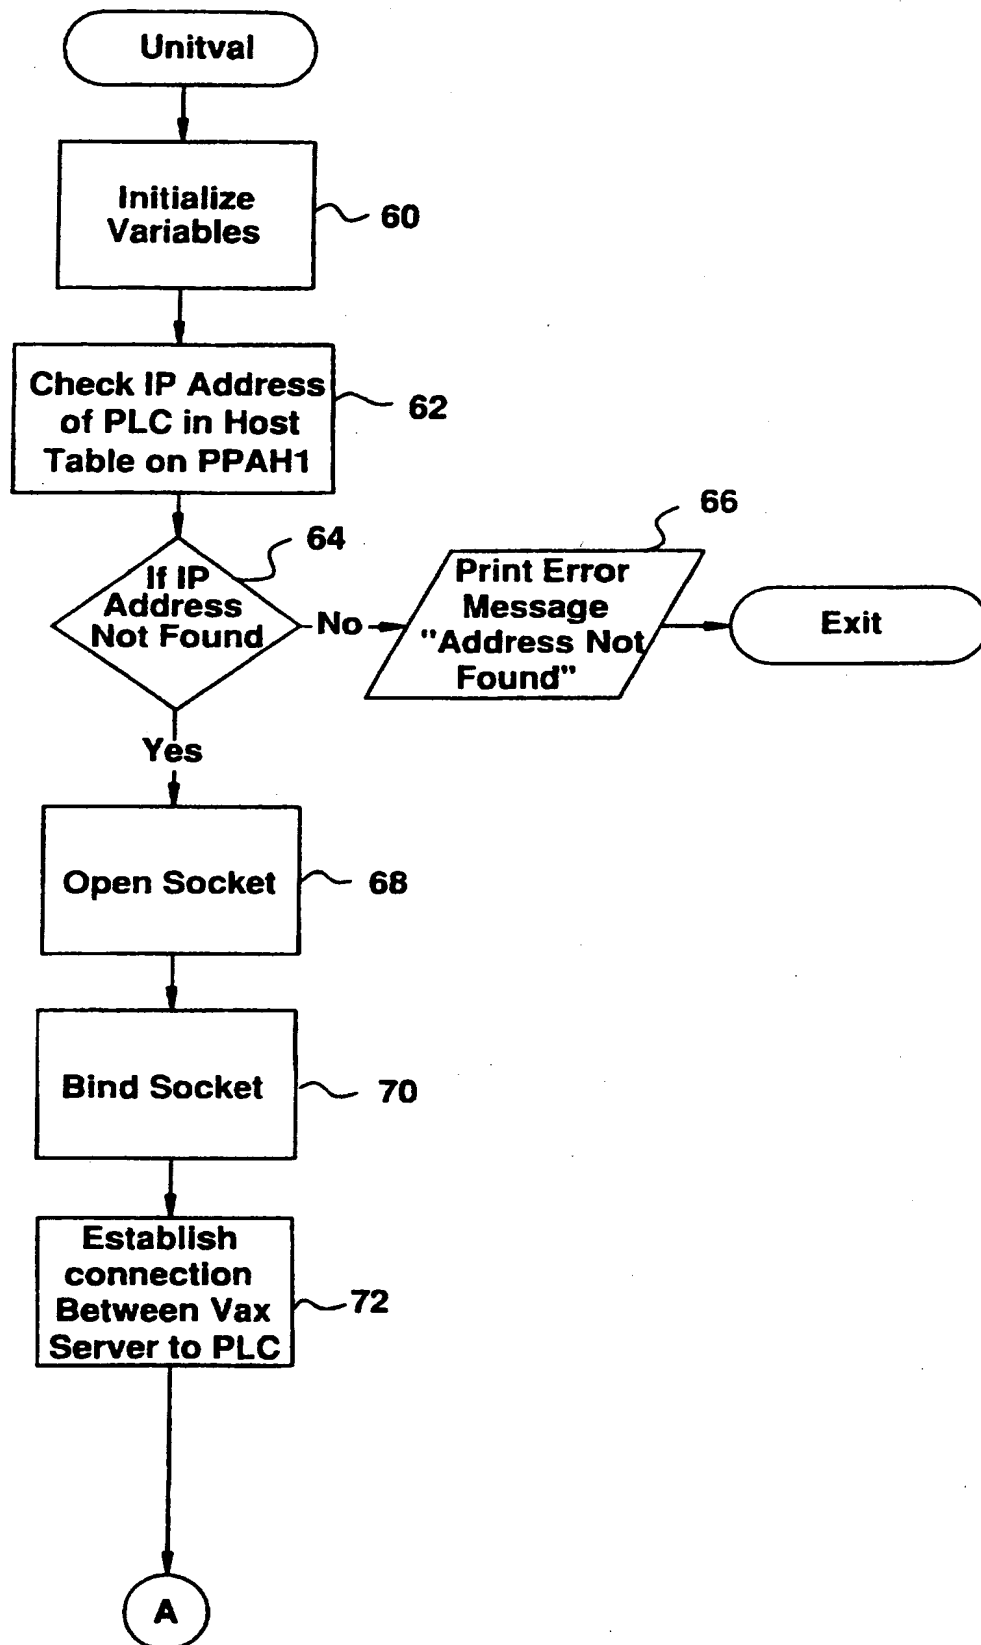 Unitval
Initialize
Variables
60
Check IP Address
of PLC in Host
Table on PPAH1
62
64
If IP
Address
Not Found
No
66
Print Error
Message
"Address Not
Found"
Exit
Yes
Open Socket
68
Bind Socket
70
Establish
connection
Between Vax
Server to PLC
72
A